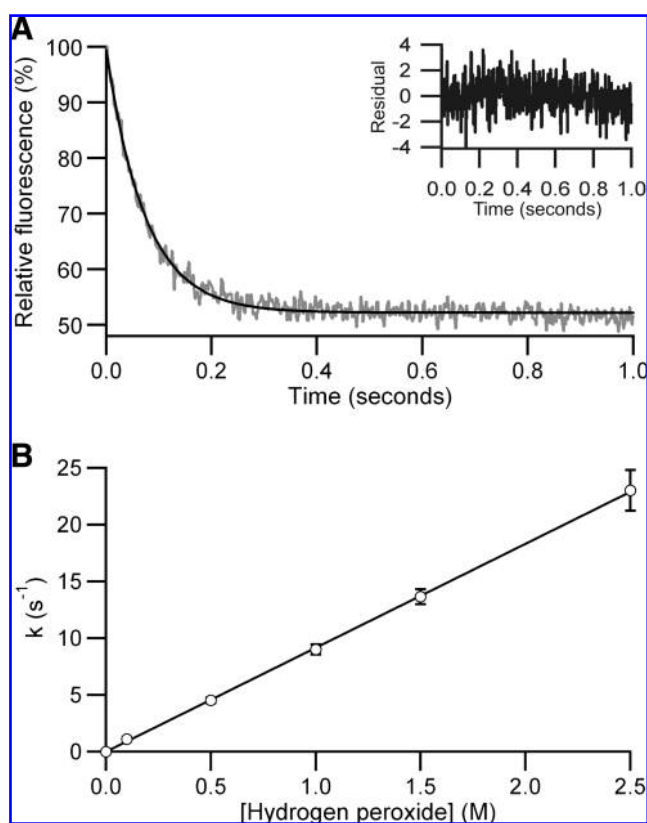 A
Relative fluorescence (%)
100
90
80
70
60
50
0.0 0.2 0.4 0.6 0.8 1.0
Time (seconds)
Residual
4
2
0
-2
-4
0.0 0.2 0.4 0.6 0.8 1.0
Time (seconds)
B
k (s⁻¹)
25
20
15
10
5
0
0.0 0.5 1.0 1.5 2.0 2.5
[Hydrogen peroxide] (M)